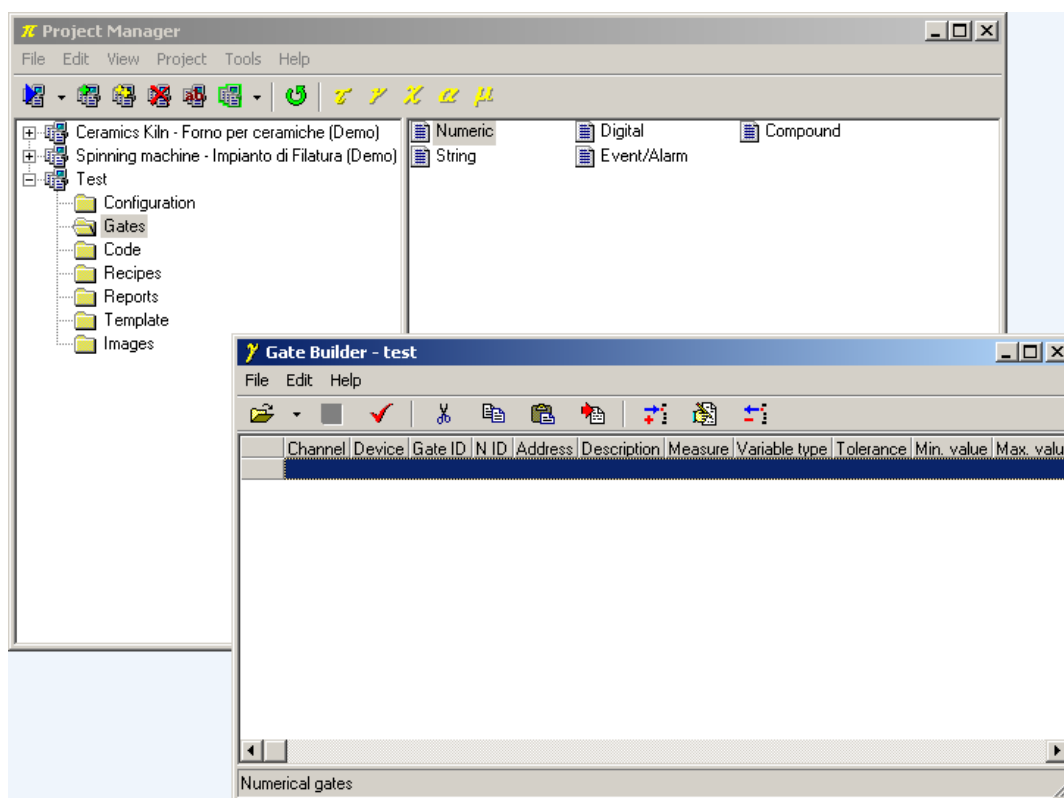 π Project Manager
File Edit View Project Tools Help
τ γ χ α μ
Ceramics Kiln - Forno per ceramiche (Demo)
Spinning machine - Impianto di Filatura (Demo)
Test
Configuration
Gates
Code
Recipes
Reports
Template
Images
Numeric Digital Compound
String Event/Alarm
γ Gate Builder - test
File Edit Help
Channel Device Gate ID N ID Address Description Measure Variable type Tolerance Min. value Max. valu
Numerical gates